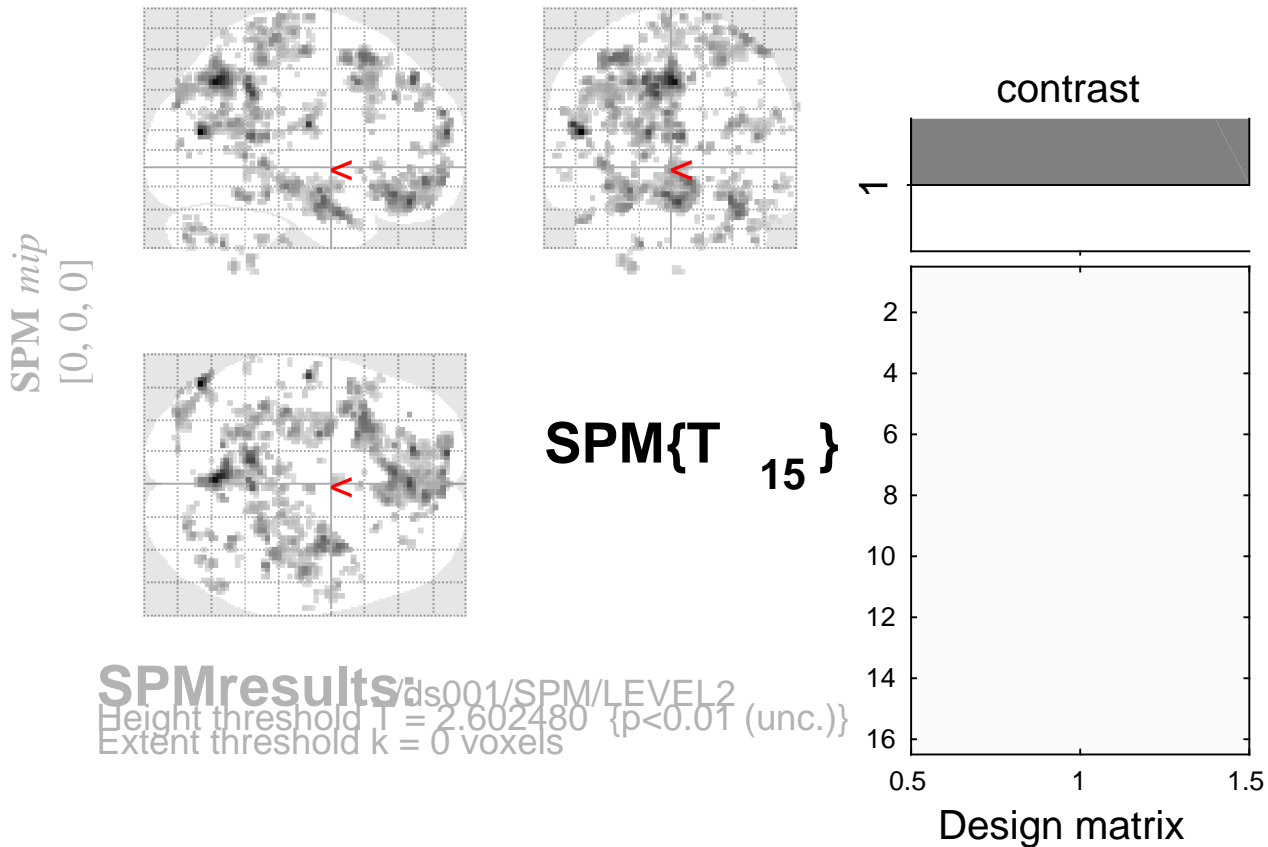 SPM mip
[0, 0, 0]
<
<
<
contrast
1
SPM{T 15}
2
4
6
8
10
12
14
16
0.5 1 1.5
Design matrix
SPMresults: /ds001/SPM/LEVEL2
Height threshold T = 2.602480 {p<0.01 (unc.)}
Extent threshold k = 0 voxels